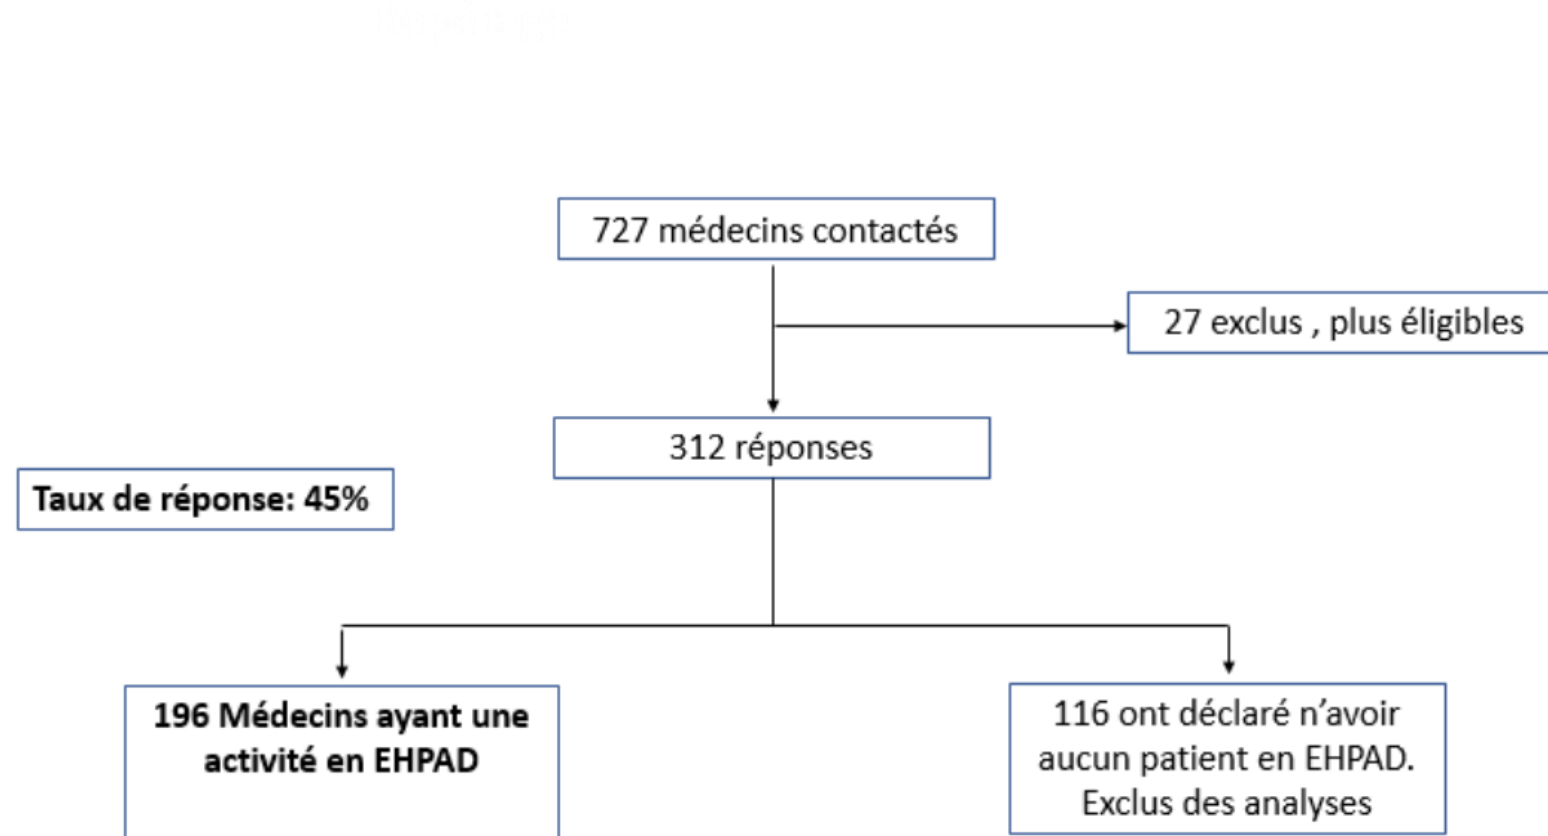 727 médecins contactés
27 exclus , plus éligibles
312 réponses
Taux de réponse: 45%
196 Médecins ayant une
activité en EHPAD
116 ont déclaré n’avoir
aucun patient en EHPAD.
Exclus des analyses